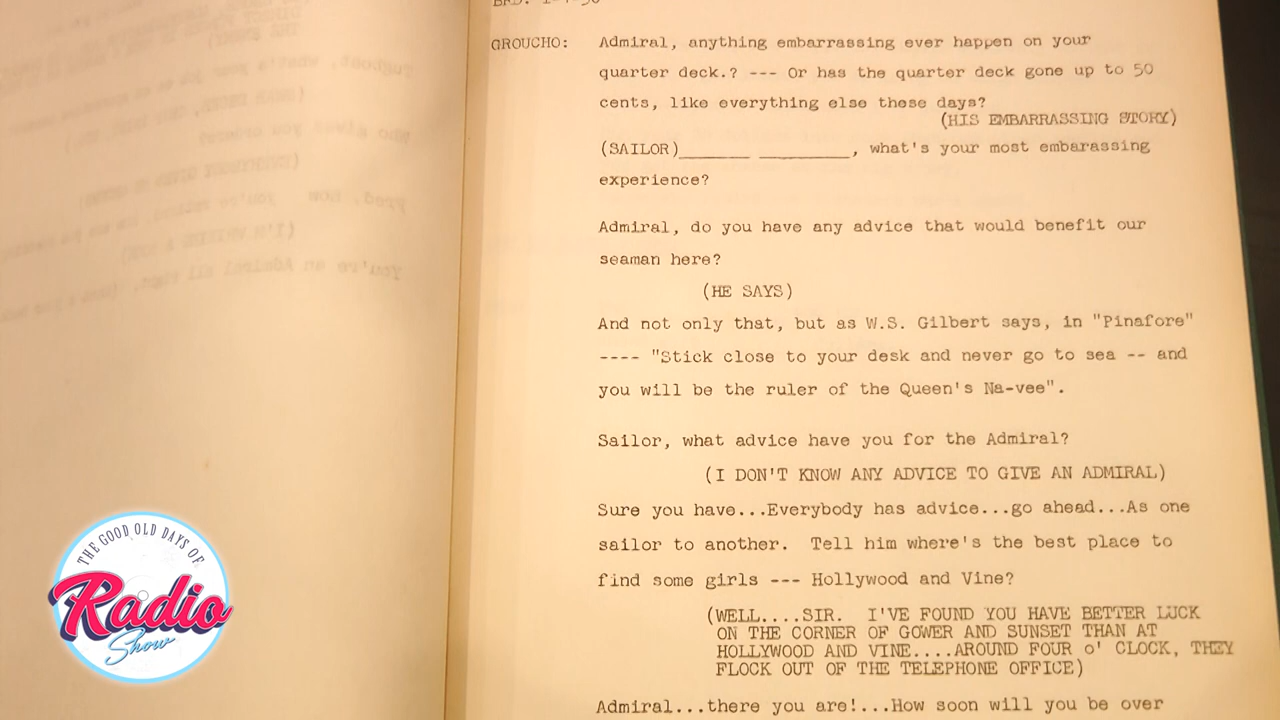 GROUCHO: Admiral, anything embarrassing ever happen on your
quarter deck.? --- Or has the quarter deck gone up to 50
cents, like everything else these days?
(HIS EMBARRASSING STORY)
(SAILOR)_______ _________, what's your most embarassing
experience?
Admiral, do you have any advice that would benefit our
seaman here?
(HE SAYS)
And not only that, but as W.S. Gilbert says, in "Pinafore"
---- "Stick close to your desk and never go to sea -- and
you will be the ruler of the Queen's Na-vee".
Sailor, what advice have you for the Admiral?
(I DON'T KNOW ANY ADVICE TO GIVE AN ADMIRAL)
Sure you have...Everybody has advice...go ahead...As one
sailor to another. Tell him where's the best place to
find some girls --- Hollywood and Vine?
(WELL....SIR. I'VE FOUND YOU HAVE BETTER LUCK
ON THE CORNER OF GOWER AND SUNSET THAN AT
HOLLYWOOD AND VINE....AROUND FOUR o' CLOCK, THEY
FLOCK OUT OF THE TELEPHONE OFFICE)
Admiral...there you are!...How soon will you be over
THE GOOD OLD DAYS OF
Radio
Show